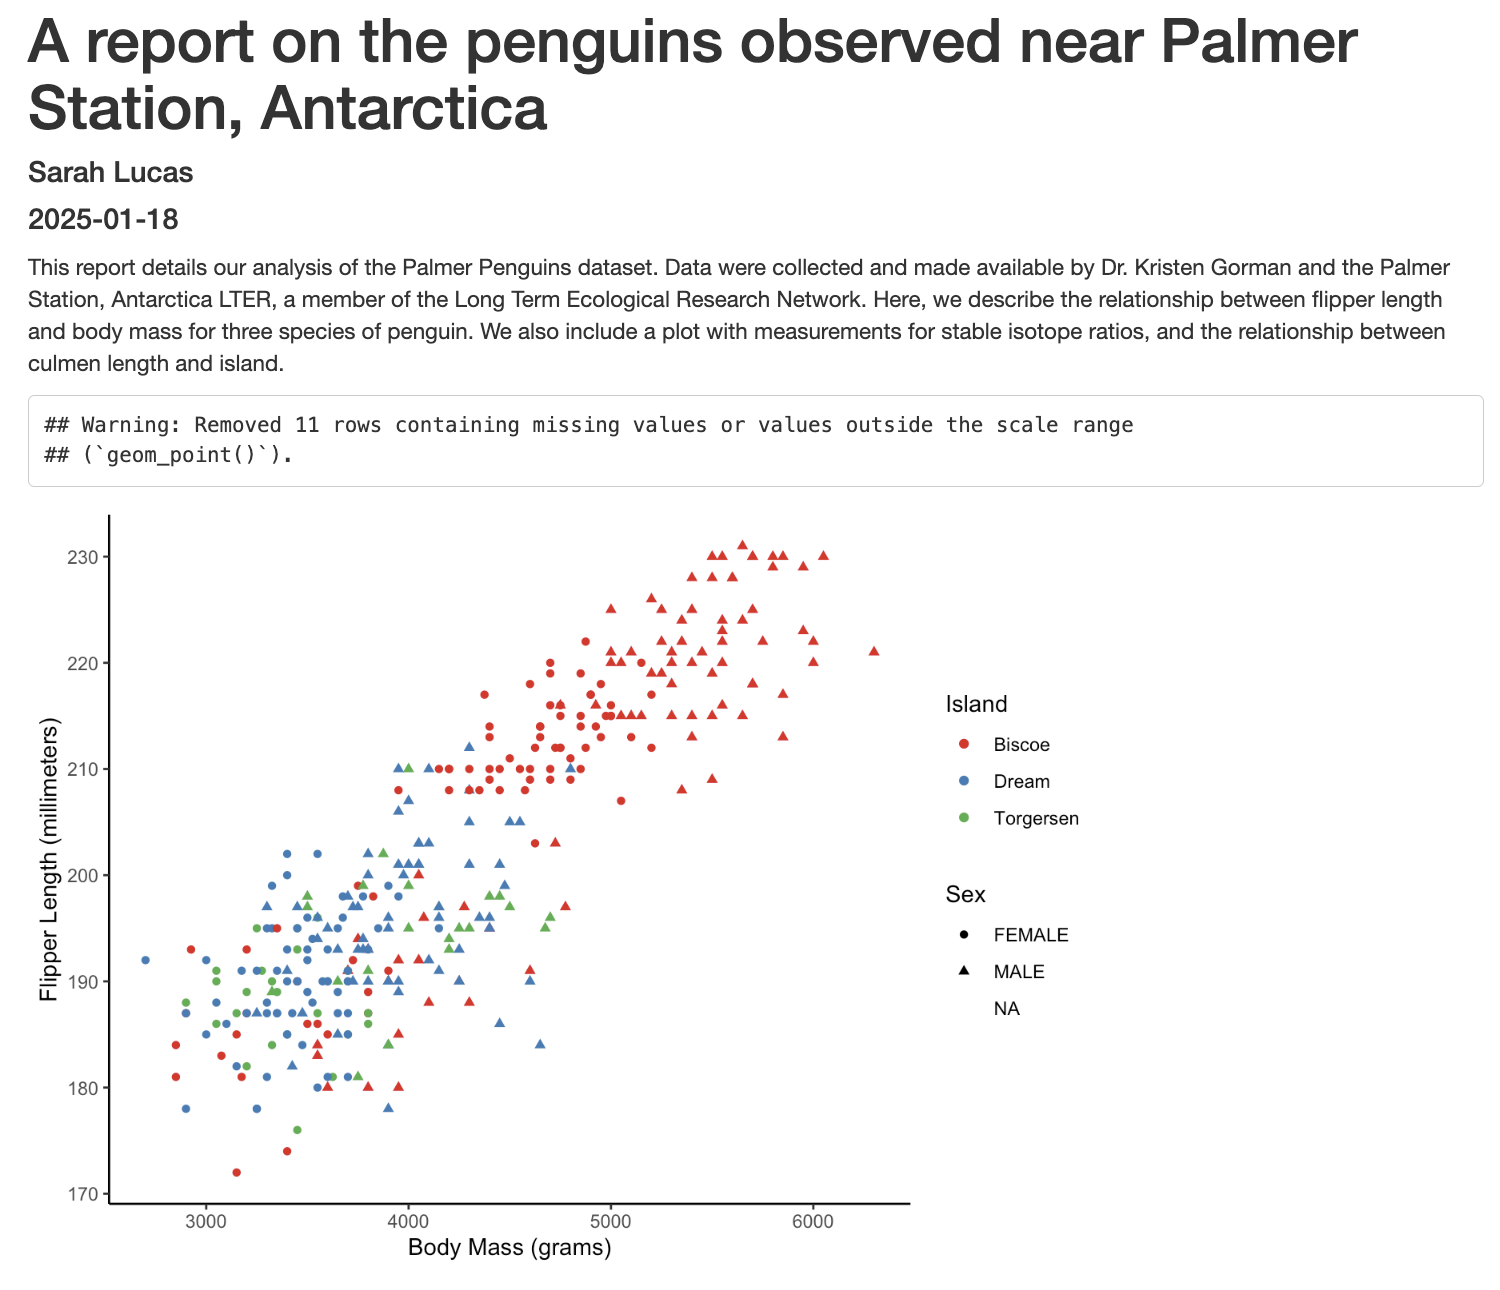 A report on the penguins observed near Palmer
Station, Antarctica
Sarah Lucas
2025-01-18
This report details our analysis of the Palmer Penguins dataset. Data were collected and made available by Dr. Kristen Gorman and the Palmer
Station, Antarctica LTER, a member of the Long Term Ecological Research Network. Here, we describe the relationship between flipper length
and body mass for three species of penguin. We also include a plot with measurements for stable isotope ratios, and the relationship between
culmen length and island.
## Warning: Removed 11 rows containing missing values or values outside the scale range
## (`geom_point()`).
230
220
210
200
190
180
170
Flipper Length (millimeters)
3000 4000 5000 6000
Body Mass (grams)
Island
Biscoe
Dream
Torgersen
Sex
FEMALE
MALE
NA